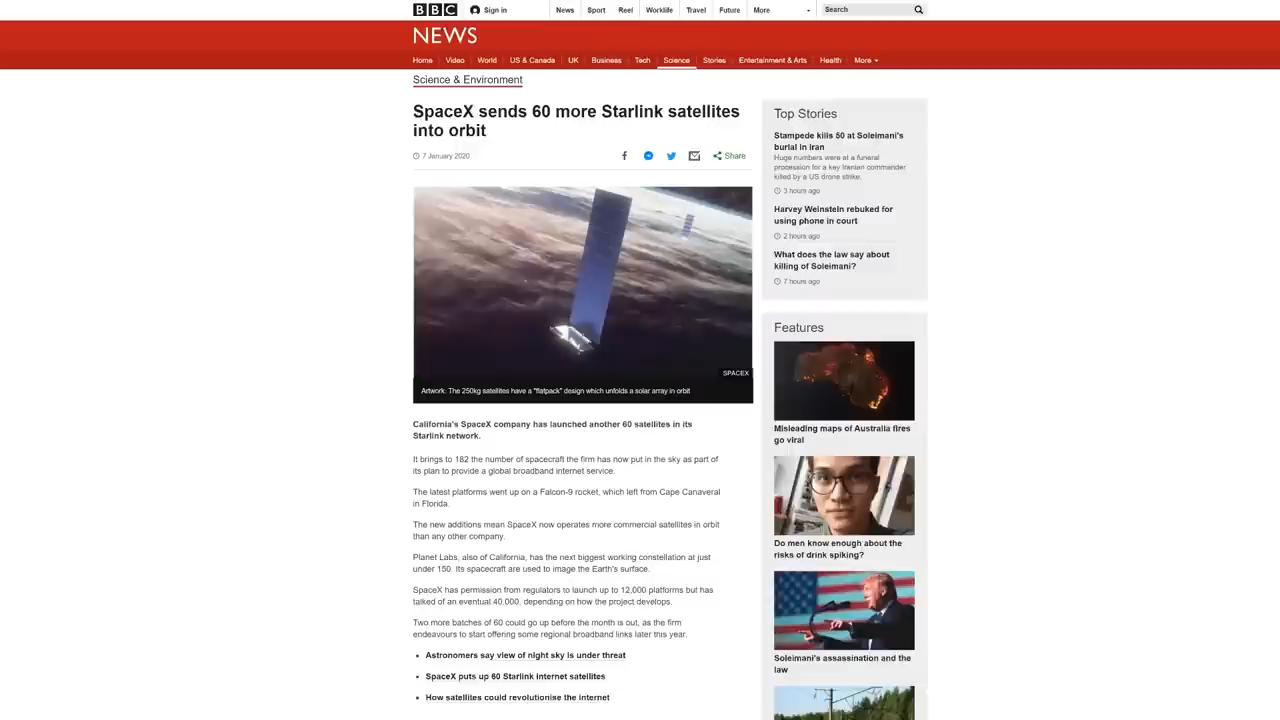 BBC Sign in News Sport Reel Worklife Travel Future More Search
NEWS
Home Video World US & Canada UK Business Tech Science Stories Entertainment & Arts Health More
Science & Environment
SpaceX sends 60 more Starlink satellites
into orbit
7 January 2020 Share
SPACEX
Artwork: The 250kg satellites have a "flatpack" design which unfolds a solar array in orbit
California's SpaceX company has launched another 60 satellites in its
Starlink network.
It brings to 182 the number of spacecraft the firm has now put in the sky as part of
its plan to provide a global broadband internet service.
The latest platforms went up on a Falcon-9 rocket, which left from Cape Canaveral
in Florida.
The new additions mean SpaceX now operates more commercial satellites in orbit
than any other company.
Planet Labs, also of California, has the next biggest working constellation at just
under 150. Its spacecraft are used to image the Earth's surface.
SpaceX has permission from regulators to launch up to 12,000 platforms but has
talked of an eventual 40,000, depending on how the project develops.
Two more batches of 60 could go up before the month is out, as the firm
endeavours to start offering some regional broadband links later this year.
Astronomers say view of night sky is under threat
SpaceX puts up 60 Starlink internet satellites
How satellites could revolutionise the internet
Top Stories
Stampede kills 50 at Soleimani's
burial in Iran
Huge numbers were at a funeral
procession for a key Iranian commander
killed by a US drone strike.
3 hours ago
Harvey Weinstein rebuked for
using phone in court
2 hours ago
What does the law say about
killing of Soleimani?
7 hours ago
Features
Misleading maps of Australia fires
go viral
Do men know enough about the
risks of drink spiking?
Soleimani's assassination and the
law